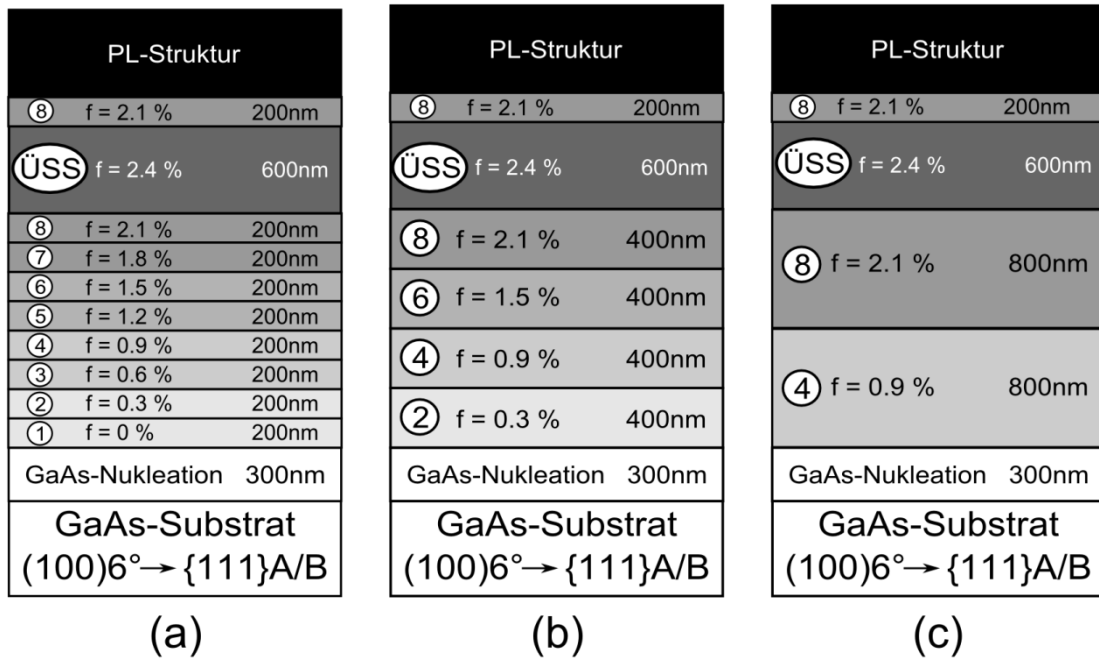 PL-Struktur
⑧ f = 2.1 % 200nm
ÜSS f = 2.4 % 600nm
⑧ f = 2.1 % 200nm
⑦ f = 1.8 % 200nm
⑥ f = 1.5 % 200nm
⑤ f = 1.2 % 200nm
④ f = 0.9 % 200nm
③ f = 0.6 % 200nm
② f = 0.3 % 200nm
① f = 0 % 200nm
GaAs-Nukleation 300nm
GaAs-Substrat
(100)6°→{111}A/B
(a)
PL-Struktur
⑧ f = 2.1 % 200nm
ÜSS f = 2.4 % 600nm
⑧ f = 2.1 % 400nm
⑥ f = 1.5 % 400nm
④ f = 0.9 % 400nm
② f = 0.3 % 400nm
GaAs-Nukleation 300nm
GaAs-Substrat
(100)6°→{111}A/B
(b)
PL-Struktur
⑧ f = 2.1 % 200nm
ÜSS f = 2.4 % 600nm
⑧ f = 2.1 % 800nm
④ f = 0.9 % 800nm
GaAs-Nukleation 300nm
GaAs-Substrat
(100)6°→{111}A/B
(c)